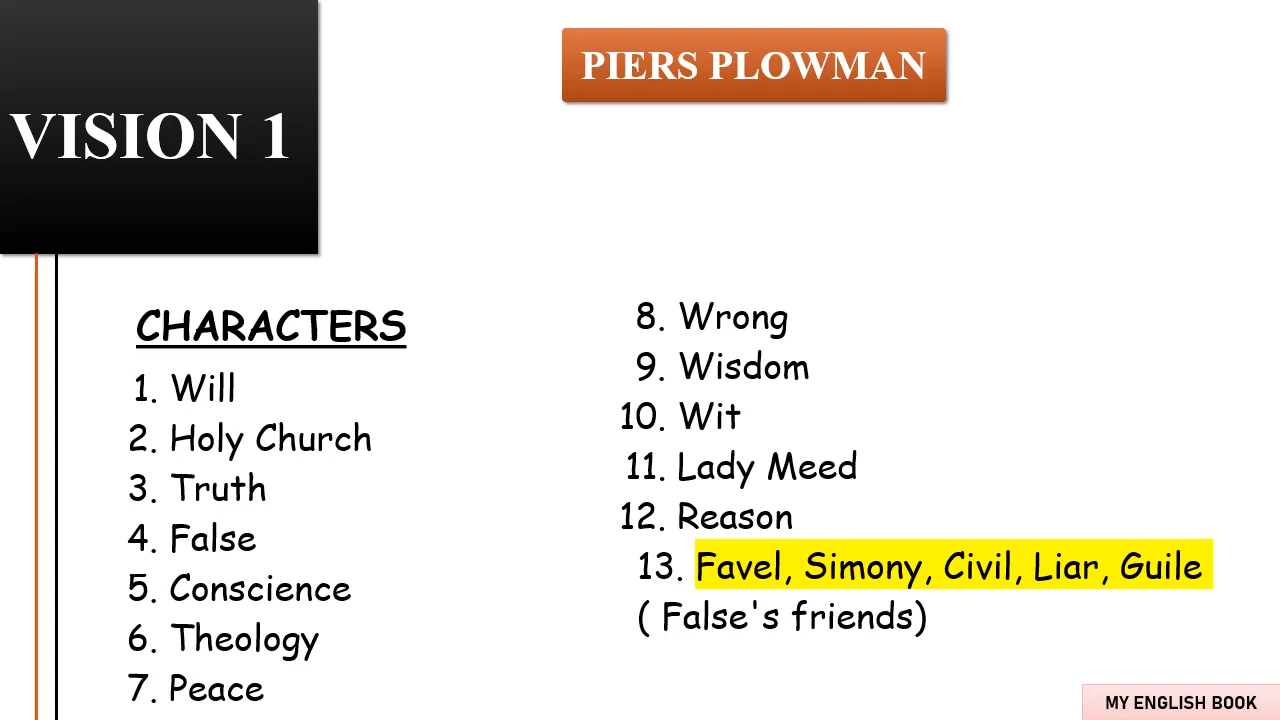 VISION 1
PIERS PLOWMAN
CHARACTERS
1. Will
2. Holy Church
3. Truth
4. False
5. Conscience
6. Theology
7. Peace
8. Wrong
9. Wisdom
10. Wit
11. Lady Meed
12. Reason
13. Favel, Simony, Civil, Liar, Guile
( False's friends)
MY ENGLISH BOOK